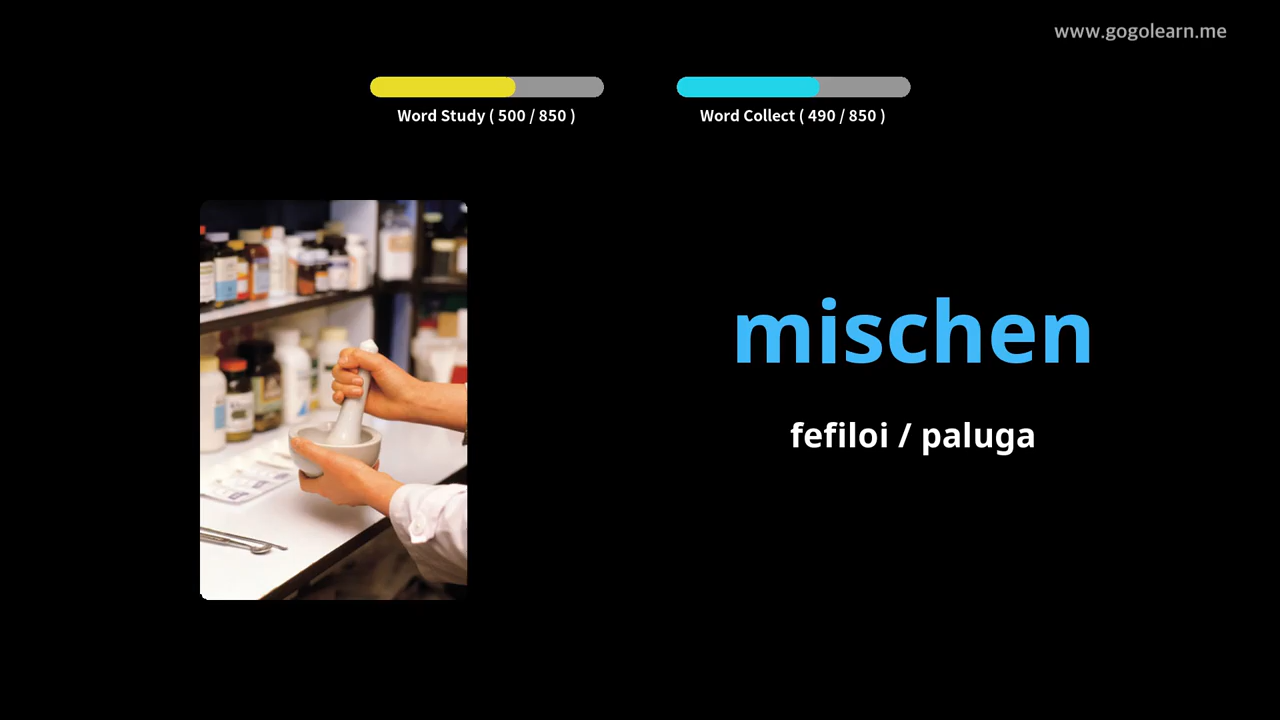 www.gogolearn.me
Word Study ( 500 / 850 )
Word Collect ( 490 / 850 )
mischen
fefiloi / paluga